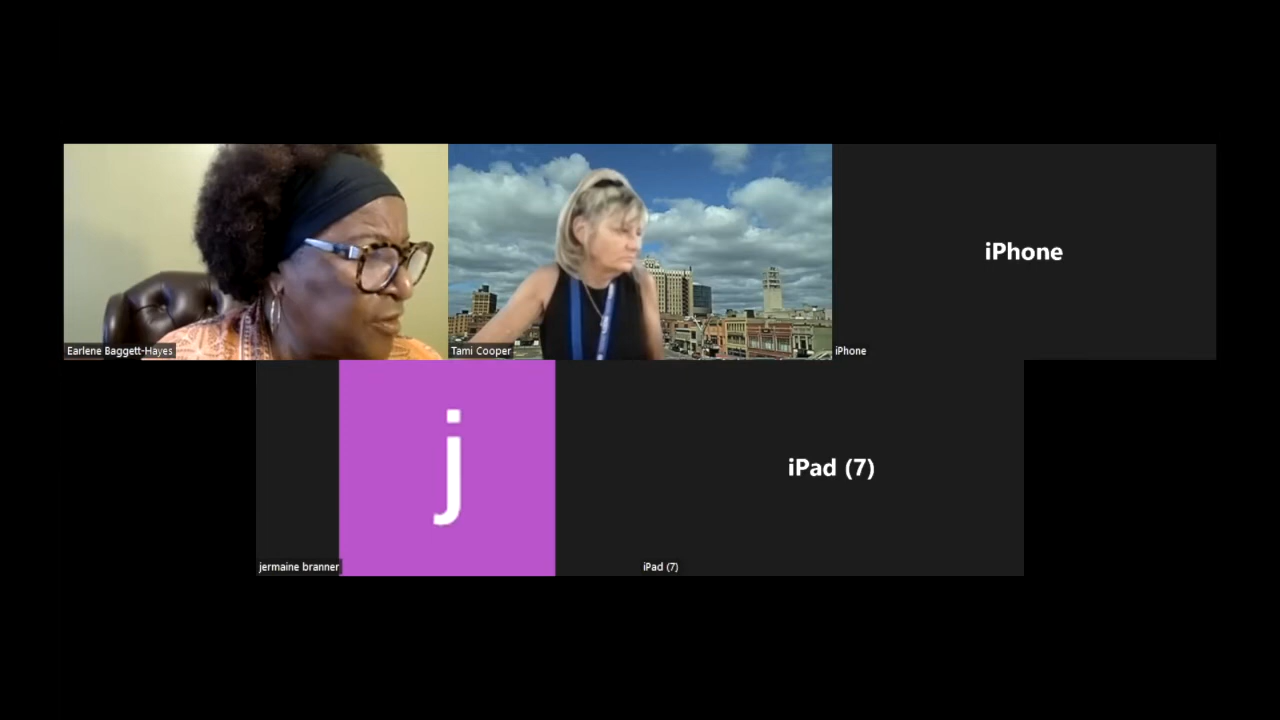 Earlene Baggett-Hayes
Tami Cooper
iPhone
iPhone
j
jermaine branner
iPad (7)
iPad (7)